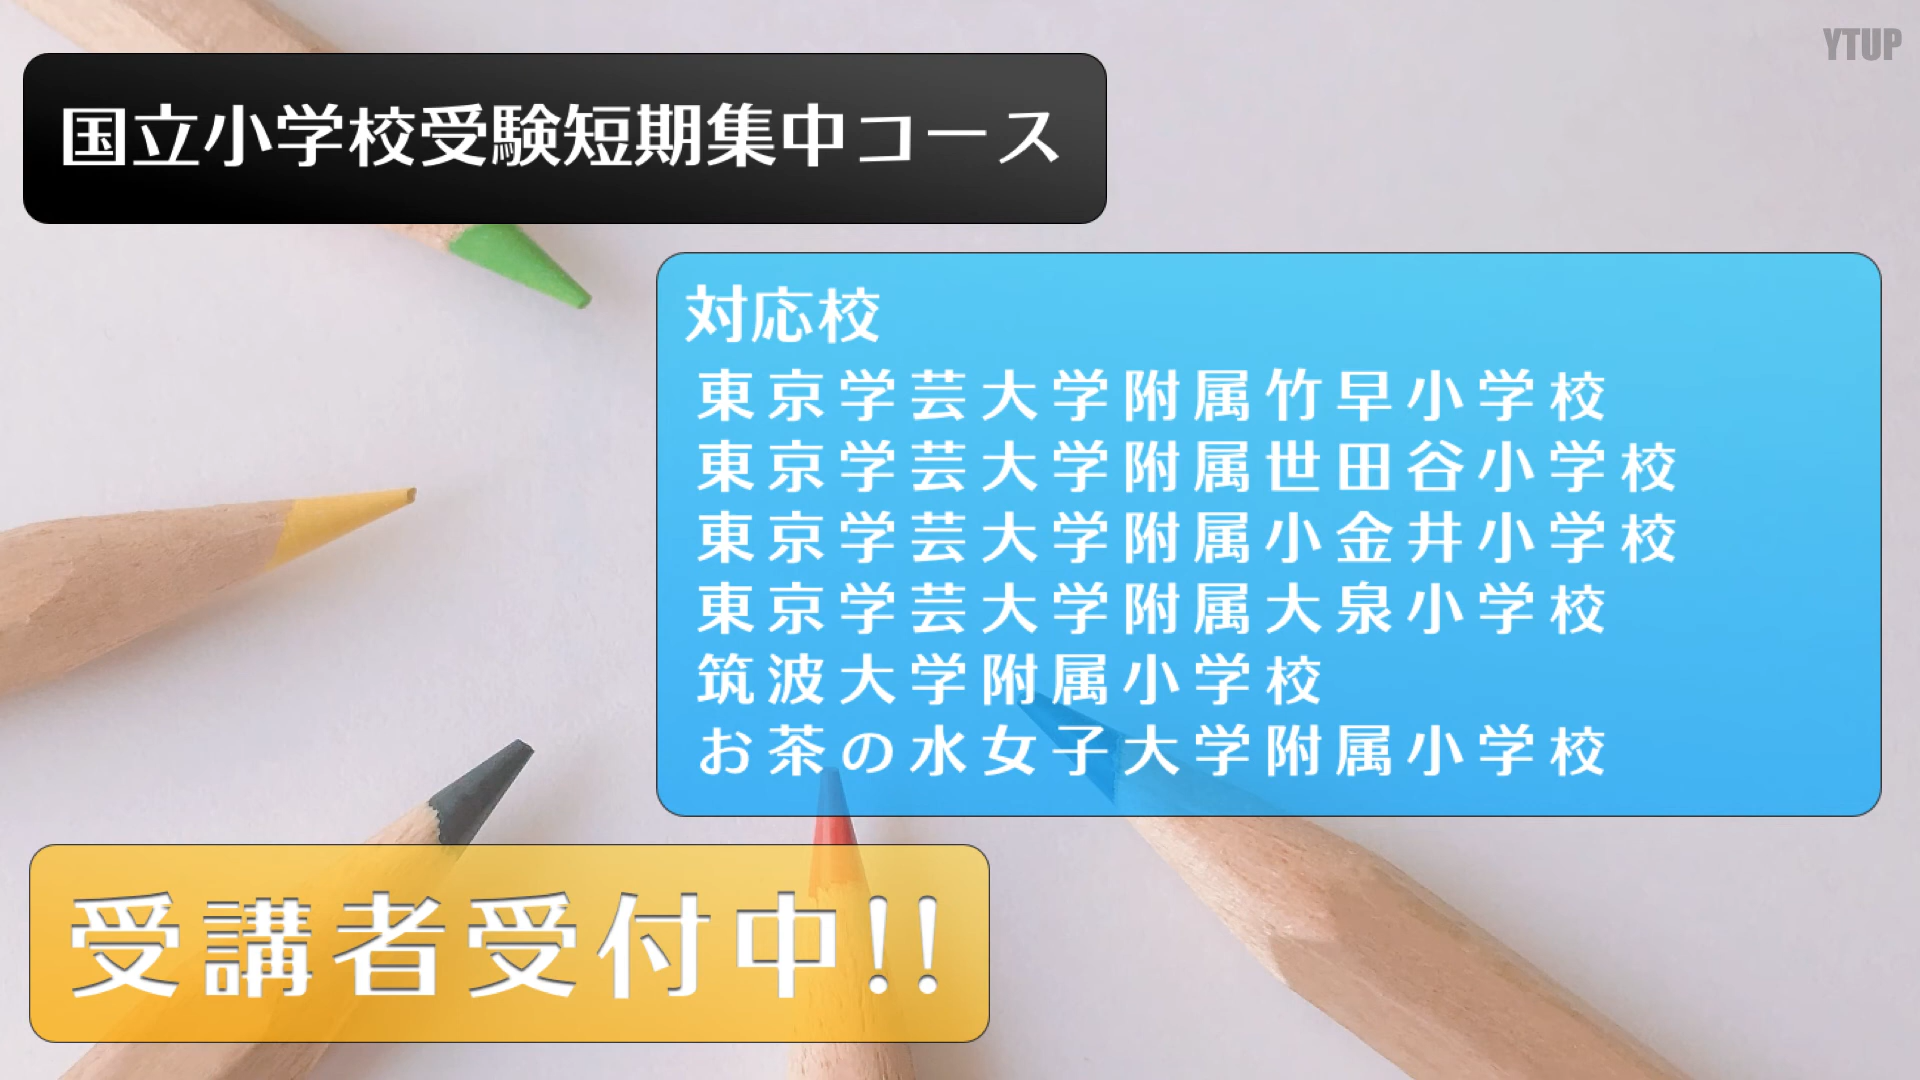 YTUP
国立小学校受験短期集中コース
対応校
東京学芸大学附属竹早小学校
東京学芸大学附属世田谷小学校
東京学芸大学附属小金井小学校
東京学芸大学附属大泉小学校
筑波大学附属小学校
お茶の水女子大学附属小学校
受講者受付中!!